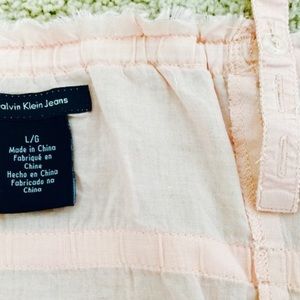 alvin Klein Jeans
L/G
Made in China
Fabriqué en
Chine
Hecho en China
Fabricado na
China